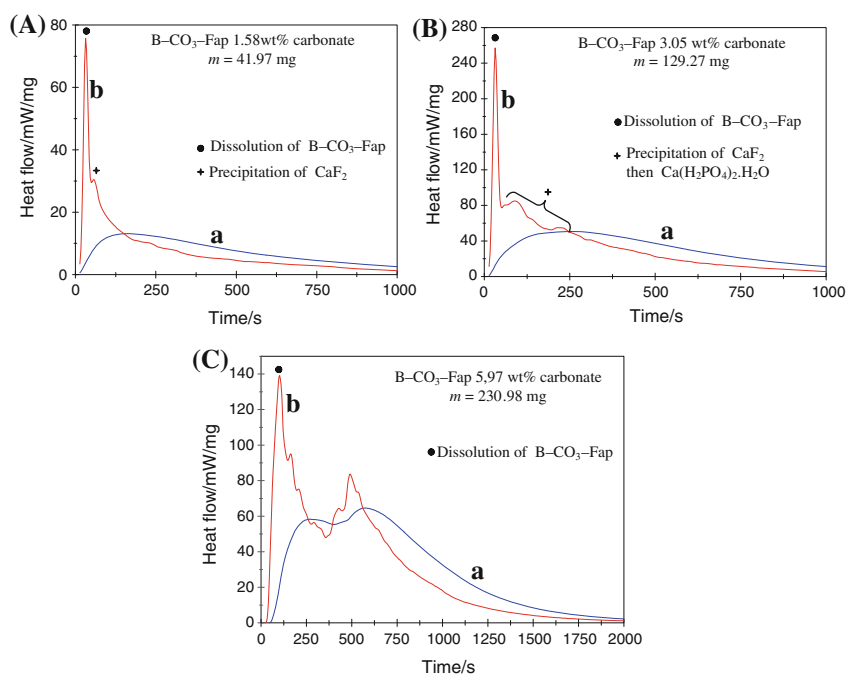 (A)
B–CO₃–Fap 1.58wt% carbonate
m = 41.97 mg
b
● Dissolution of B–CO₃–Fap
✚ Precipitation of CaF₂
a
Heat flow/mW/mg
80
60
40
20
0
0 250 500 750 1000
Time/s
(B)
B–CO₃–Fap 3.05 wt% carbonate
m = 129.27 mg
b
● Dissolution of B–CO₃–Fap
✚ Precipitation of CaF₂
then Ca(H₂PO₄)₂.H₂O
✚
a
Heat flow/mW/mg
280
240
200
160
120
80
40
0
0 250 500 750 1000
Time/s
(C)
B–CO₃–Fap 5,97 wt% carbonate
m = 230.98 mg
b
● Dissolution of B–CO₃–Fap
a
Heat flow/mW/mg
140
120
100
80
60
40
20
0
0 250 500 750 1000 1250 1500 1750 2000
Time/s